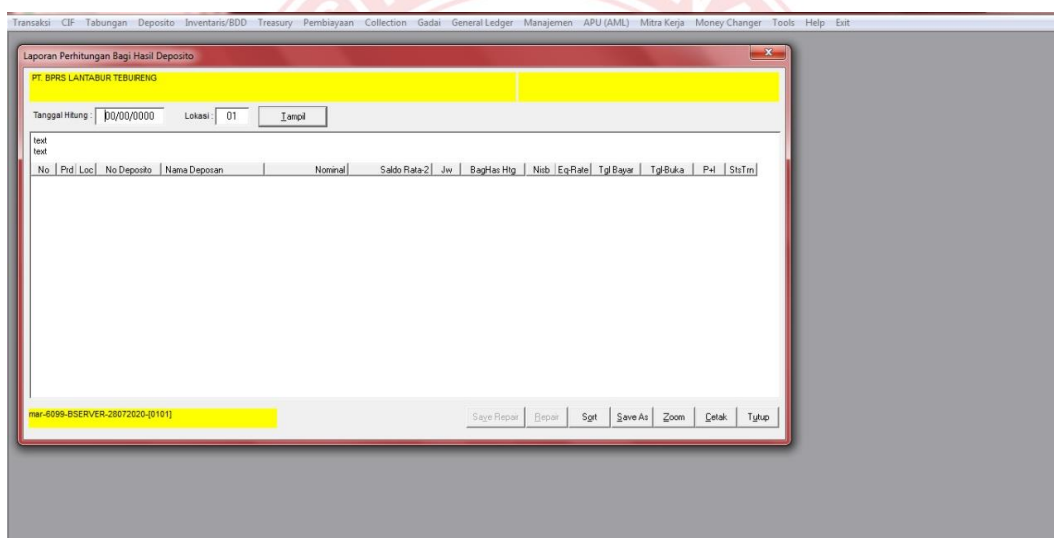 Transaksi CIF Tabungan Deposito Inventaris/BDD Treasury Pembiayaan Collection Gadai General Ledger Manajemen APU (AML) Mitra Kerja Money Changer Tools Help Exit
Laporan Perhitungan Bagi Hasil Deposito
PT. BPRS LANTABUR TEBUIRENG
Tanggal Hitung : 00/00/0000 Lokasi : 01 Tampil
text
text
No Prd Loc No Deposito Nama Deposan Nominal Saldo Rata-2 Jw BagHas Htg Nisb Eq-Rate Tgl Bayar Tgl-Buka P+I StsTrn
mar-6099-BSERVER-28072020-[0101]
Save Repair Repair Sort Save As Zoom Cetak Tutup